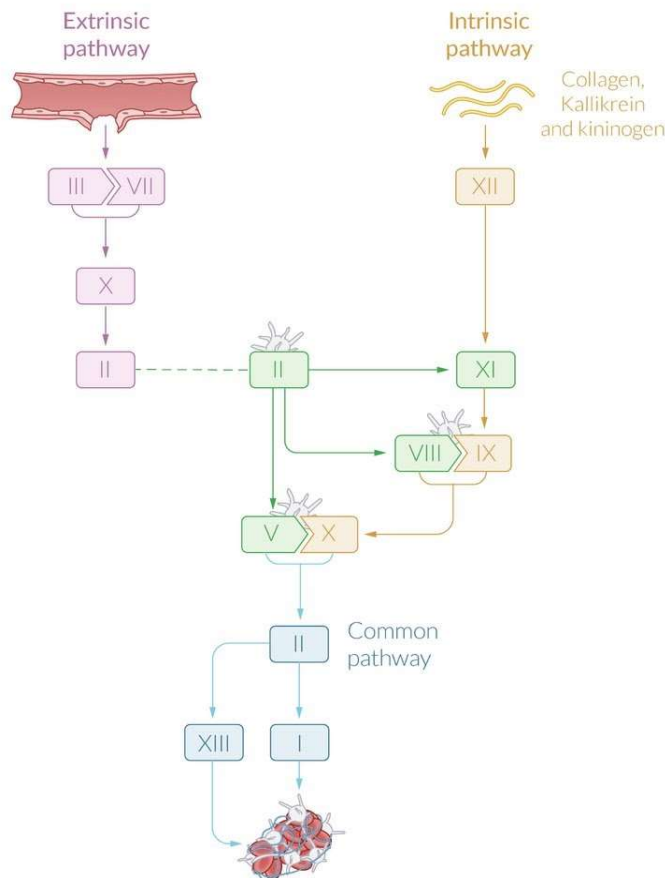 Extrinsic
pathway
Intrinsic
pathway
Collagen,
Kallikrein
and kininogen
III VII
XII
X
II
II
XI
VIII IX
V X
II
Common
pathway
XIII
I